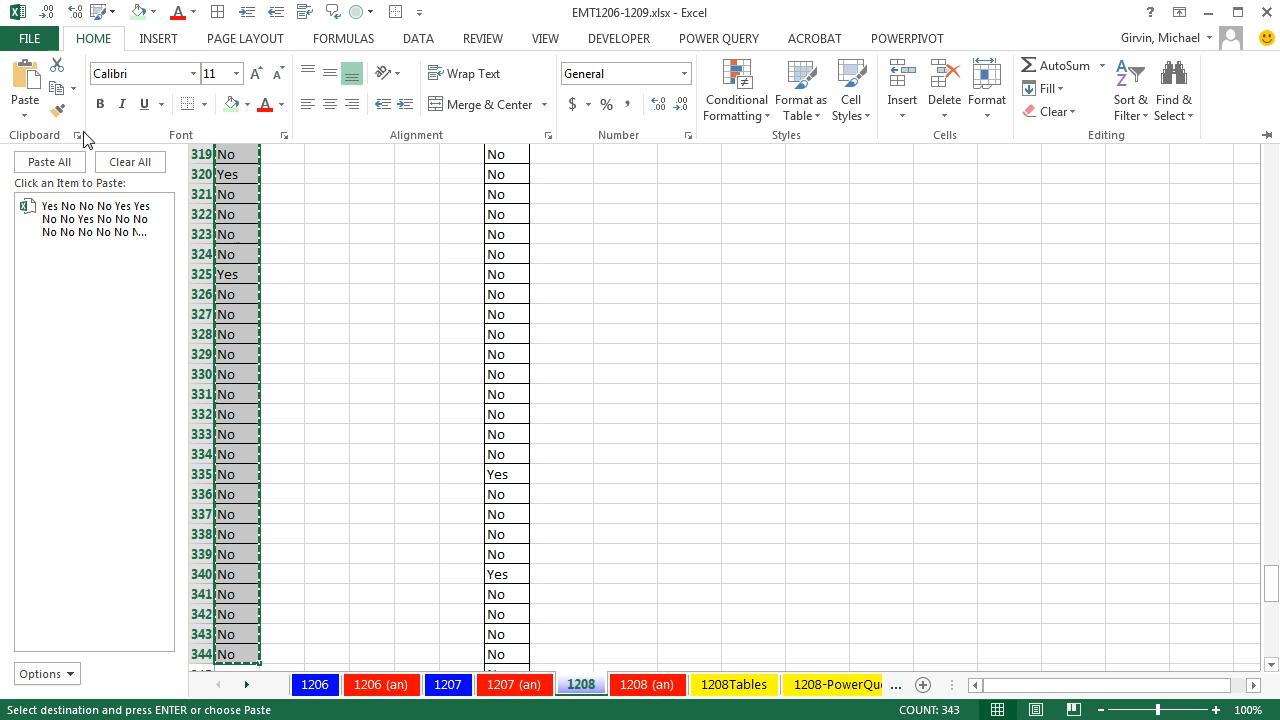 EMT1206-1209.xlsx - Excel
FILE
HOME
INSERT
PAGE LAYOUT
FORMULAS
DATA
REVIEW
VIEW
DEVELOPER
POWER QUERY
ACROBAT
POWERPIVOT
Girvin, Michael
Paste
Calibri
11
B I U
Wrap Text
Merge & Center
General
$ % ,
Conditional
Formatting
Format as
Table
Cell
Styles
Insert
Delete
Format
AutoSum
Fill
Clear
Sort &
Filter
Find &
Select
Clipboard
Font
Alignment
Number
Styles
Cells
Editing
Paste All
Clear All
Click an Item to Paste:
Yes No No No Yes Yes
No No Yes No No No
No No No No No N...
Options
319 No No
320 Yes No
321 No No
322 No No
323 No No
324 No No
325 Yes No
326 No No
327 No No
328 No No
329 No No
330 No No
331 No No
332 No No
333 No No
334 No No
335 No Yes
336 No No
337 No No
338 No No
339 No No
340 No Yes
341 No No
342 No No
343 No No
344 No No
1206
1206 (an)
1207
1207 (an)
1208
1208 (an)
1208Tables
1208-PowerQue
...
Select destination and press ENTER or choose Paste
COUNT: 343
100%